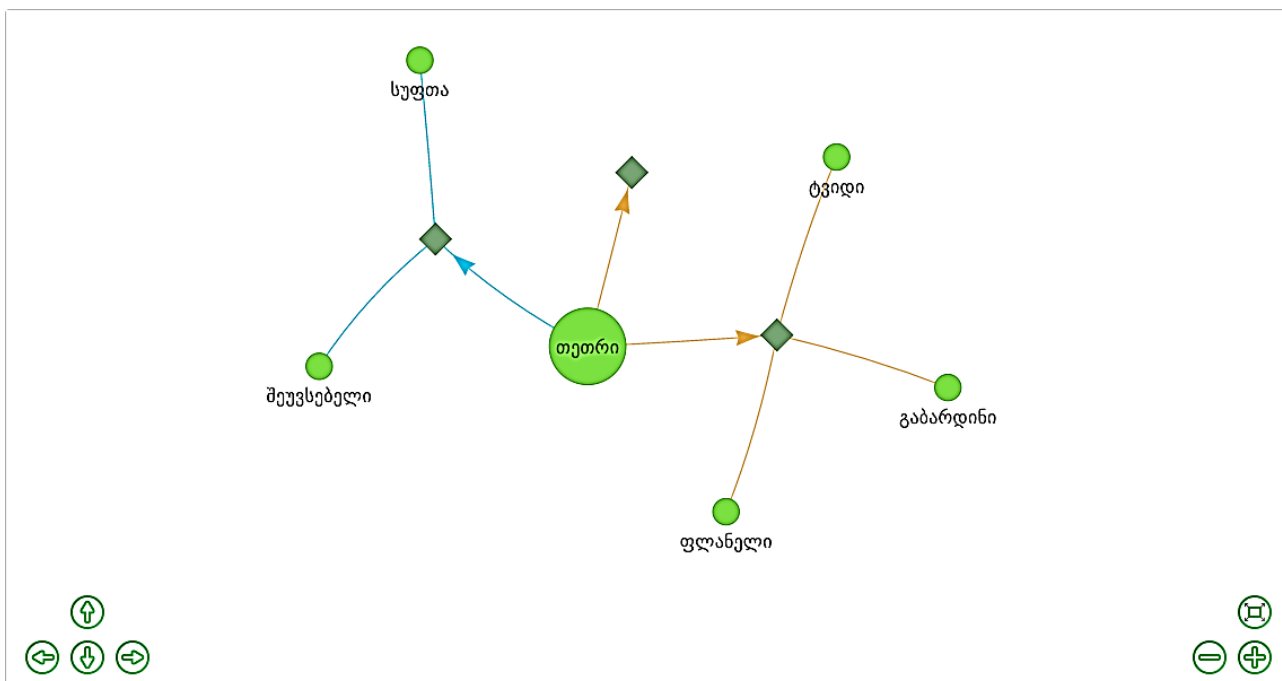 სუფთა
ტვიდი
თეთრი
შეუვსებელი
გაბარდინი
ფლანელი